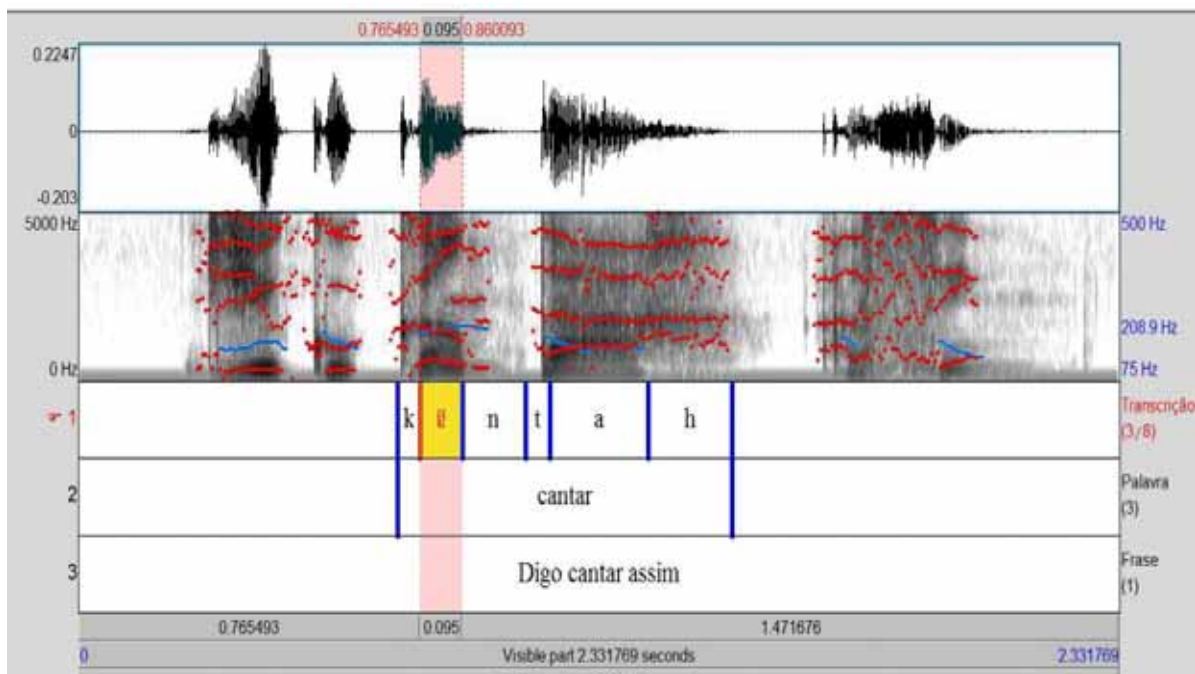 0.765493 0.095 0.860093
0.2247
0
-0.203
5000 Hz 500 Hz
208.9 Hz
0 Hz 75 Hz
1 k n t a h Transcrição
(3/8)
2 cantar Palavra
(3)
3 Digo cantar assim Frase
(1)
0.765493 0.095 1.471676
0 Visible part 2.331769 seconds 2.331769